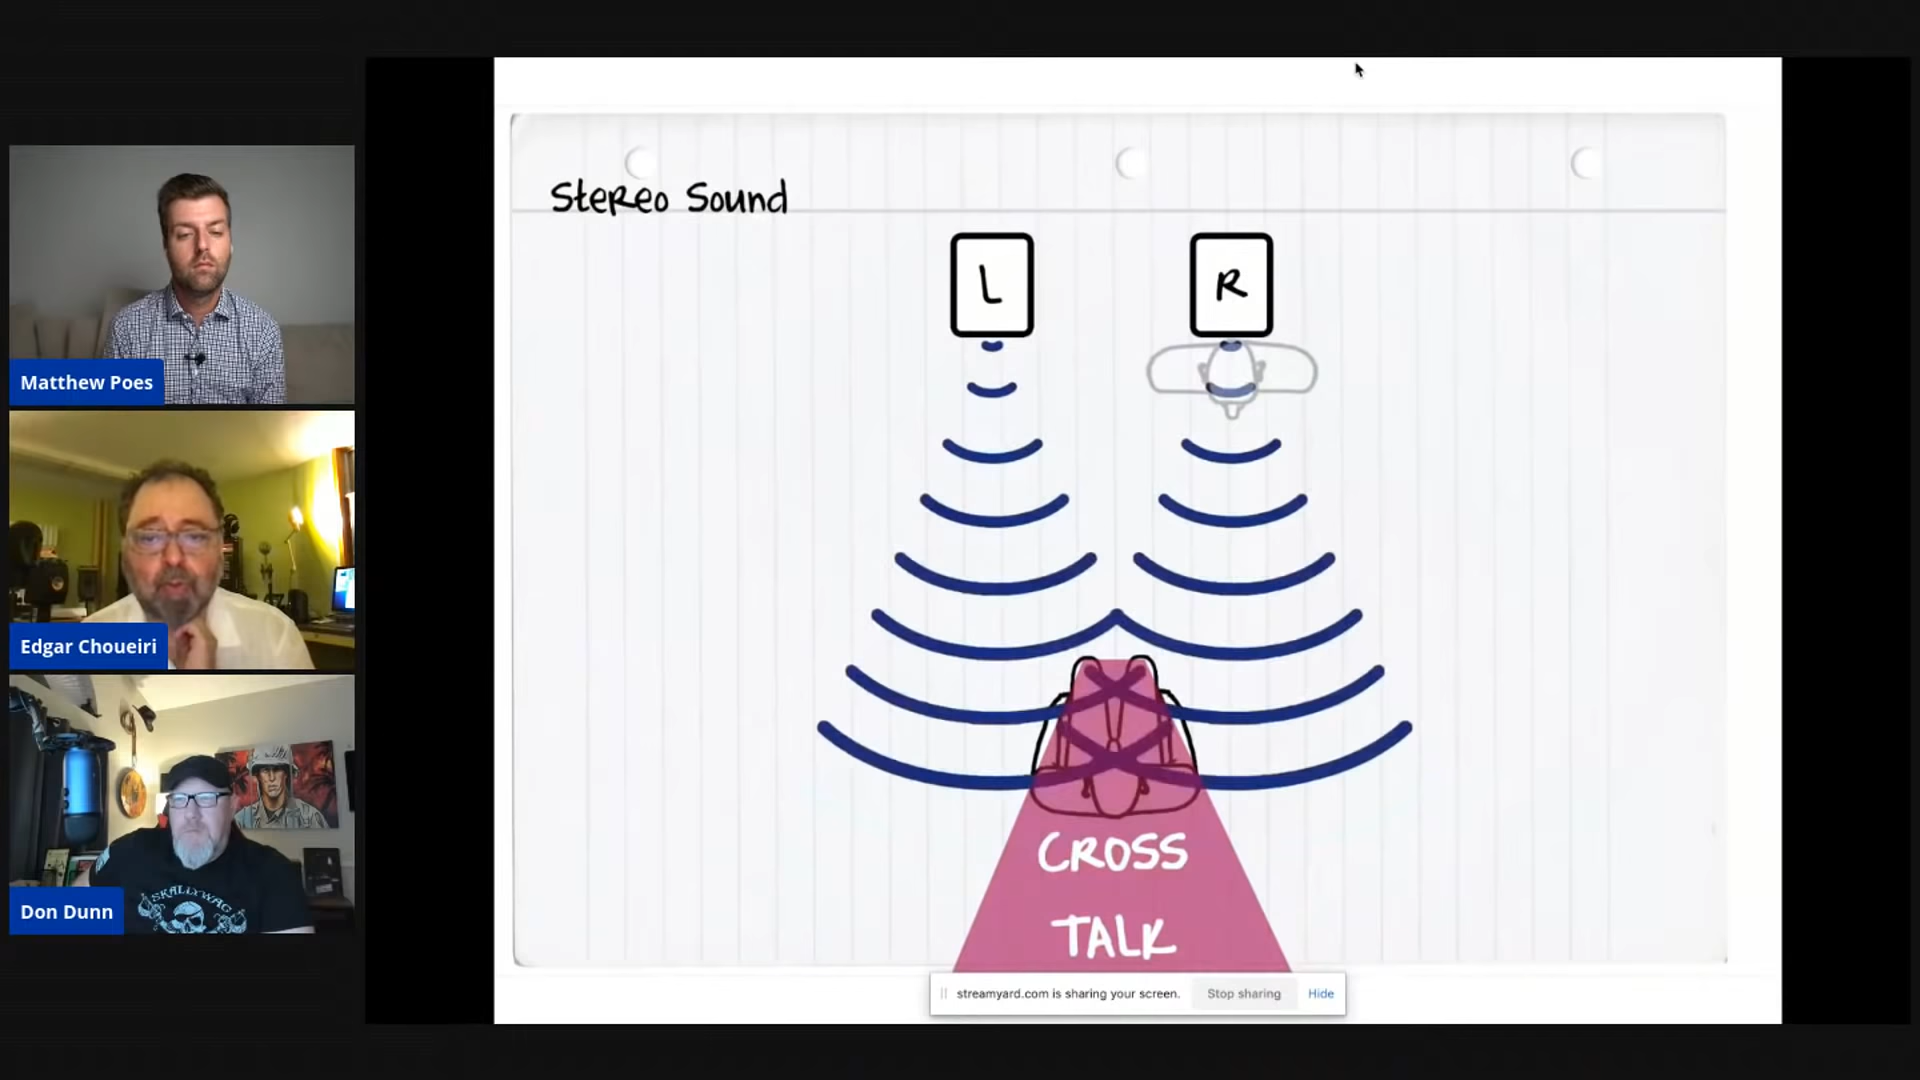 Matthew Poes
Edgar Choueiri
SKALLYWAG
Don Dunn
Stereo Sound
L
R
CROSS
TALK
streamyard.com is sharing your screen.
Stop sharing
Hide